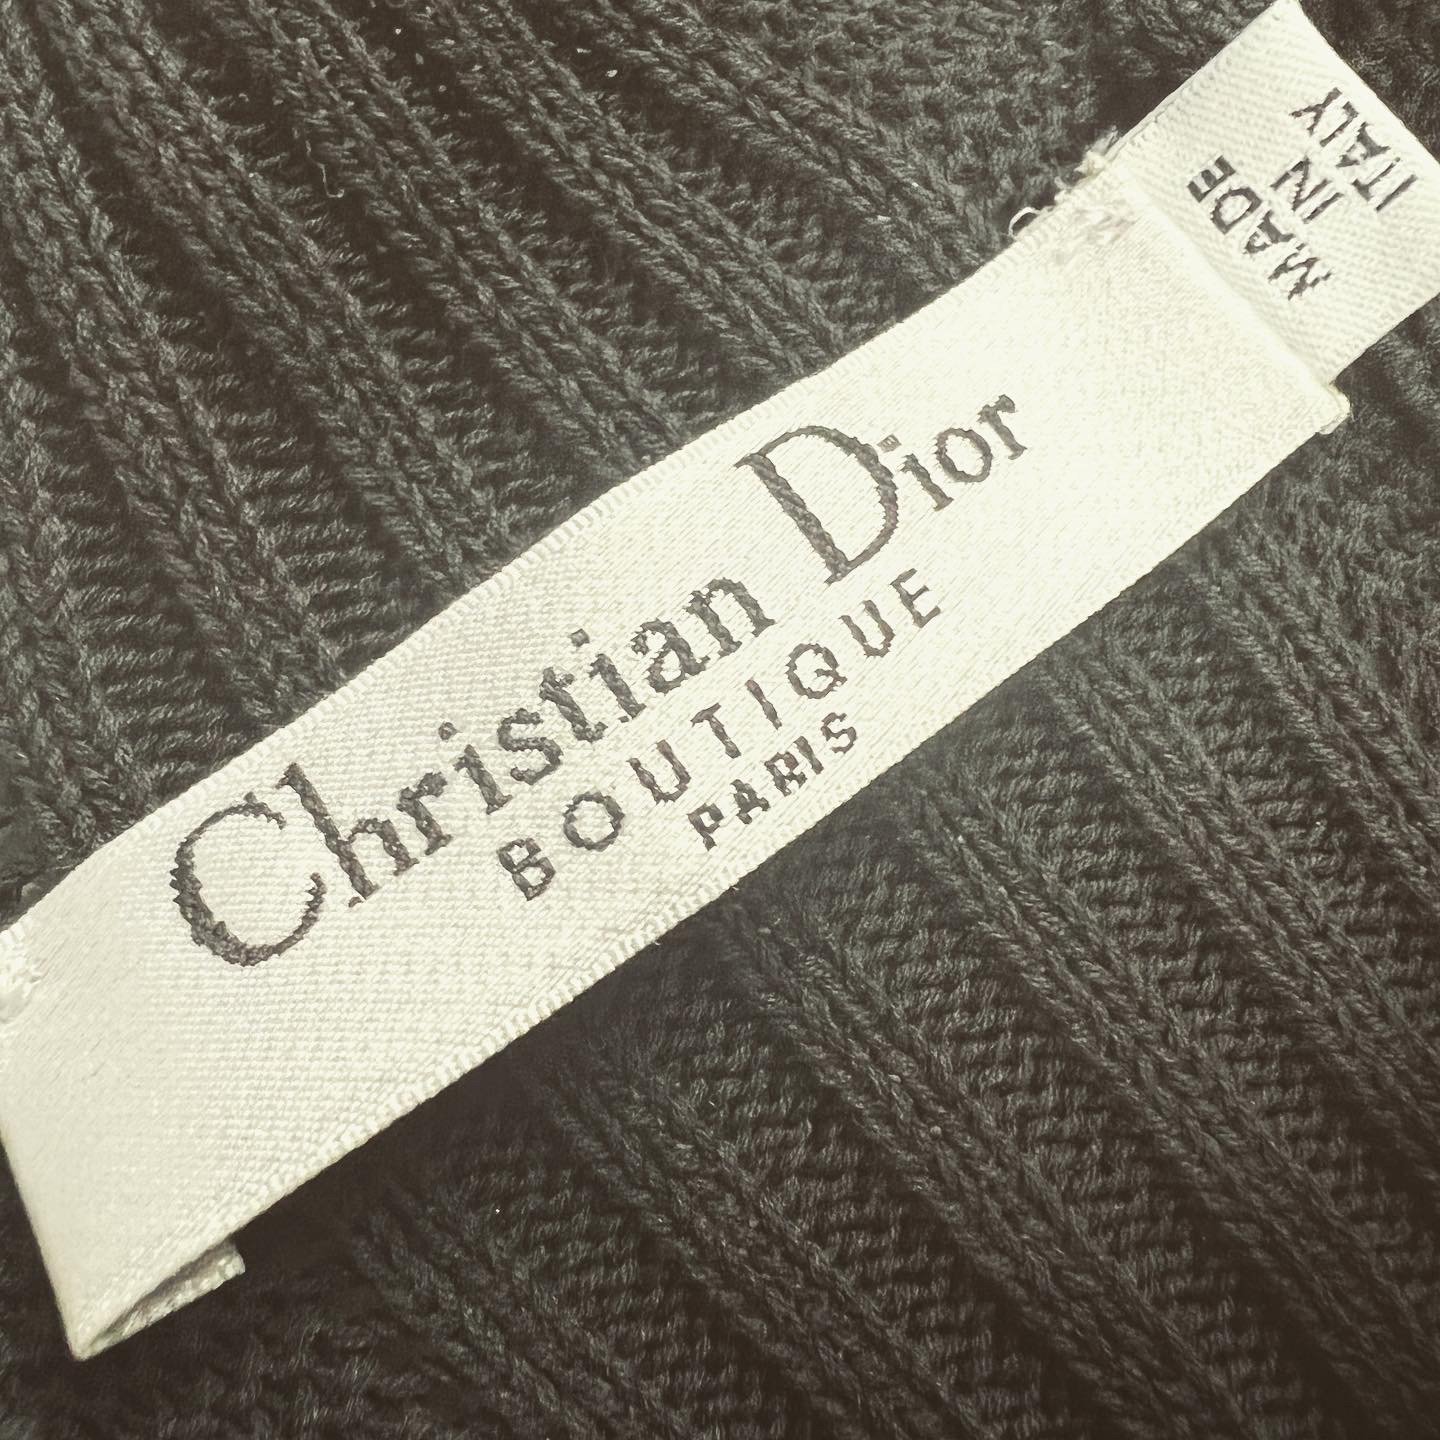 Christian Dior
BOUTIQUE
PARIS
MADE
IN
ITALY